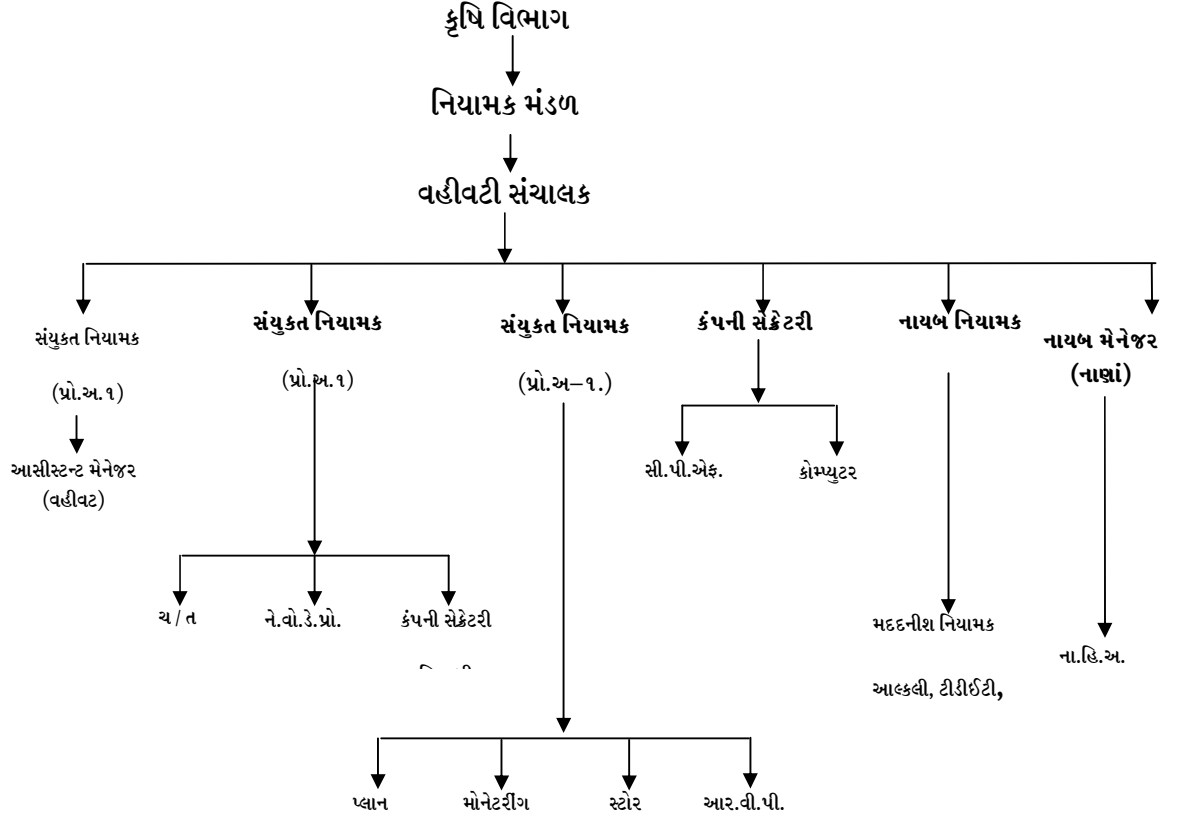 કૃષિ વિભાગ
નિયામક મંડળ
વહીવટી સંચાલક
સંયુકત નિયામક
(પ્રો.અ.૧)
આસીસ્ટન્ટ મેનેજર
(વહીવટ)
સંયુકત નિયામક
(પ્રો.અ.૧)
ચ / ત
ને.વો.ડે.પ્રો.
કંપની સેક્રેટરી
સંયુકત નિયામક
(પ્રો.અ–૧.)
પ્લાન
મોનેટરીંગ
સ્ટોર
આર.વી.પી.
કંપની સેક્રેટરી
સી.પી.એફ.
કોમ્પ્યુટર
નાયબ નિયામક
મદદનીશ નિયામક
આલ્કલી, ટીડીઈટી,
નાયબ મેનેજર
(નાણાં)
ના.હિ.અ.